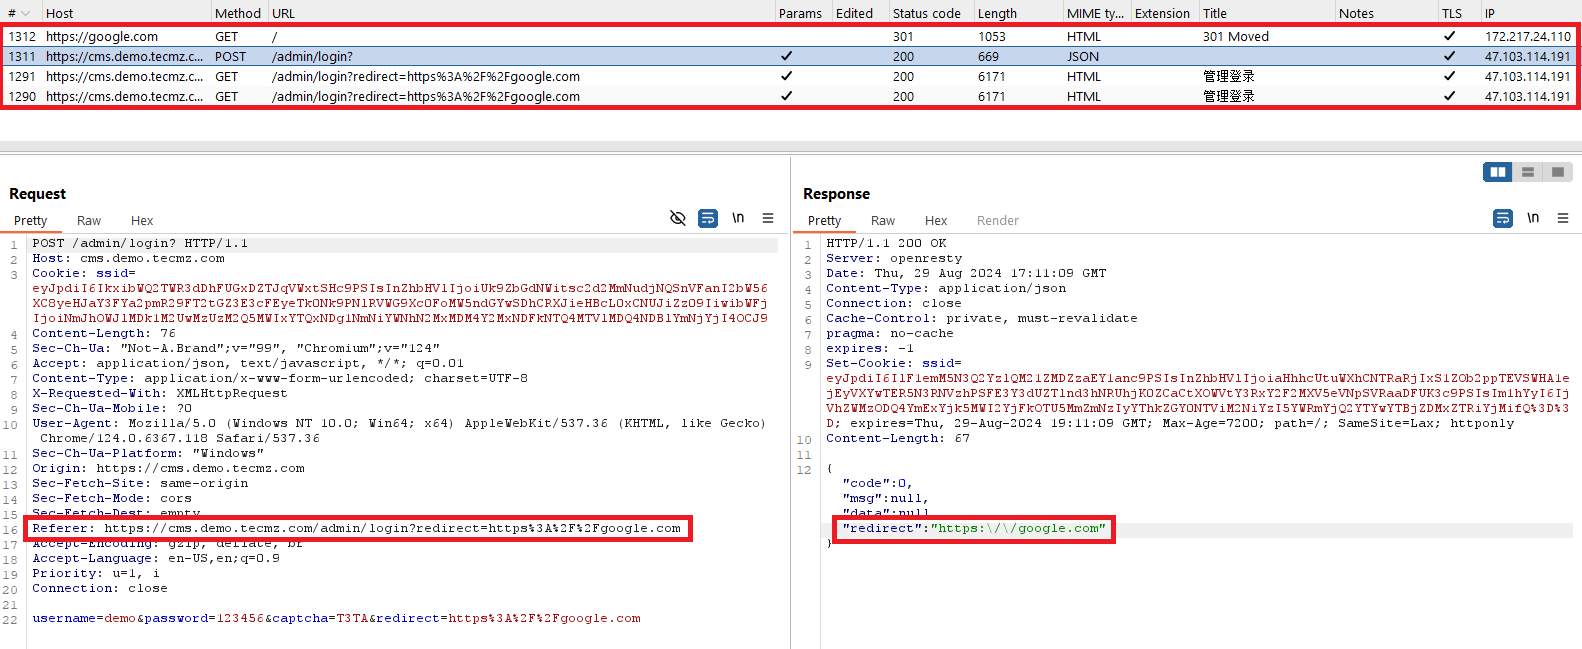 # Host Method URL Params Edited Status code Length MIME ty... Extension Title Notes TLS IP
1312 https://google.com GET / 301 1053 HTML 301 Moved ✓ 172.217.24.110
1311 https://cms.demo.tecmz.c... POST /admin/login? ✓ 200 669 JSON ✓ 47.103.114.191
1291 https://cms.demo.tecmz.c... GET /admin/login?redirect=https%3A%2F%2Fgoogle.com ✓ 200 6171 HTML 管理登录 ✓ 47.103.114.191
1290 https://cms.demo.tecmz.c... GET /admin/login?redirect=https%3A%2F%2Fgoogle.com ✓ 200 6171 HTML 管理登录 ✓ 47.103.114.191
Request
Pretty Raw Hex \n
1 POST /admin/login? HTTP/1.1
2 Host: cms.demo.tecmz.com
3 Cookie: ssid=
4 Content-Length: 76
5 Sec-Ch-Ua: "Not-A.Brand";v="99", "Chromium";v="124"
6 Accept: application/json, text/javascript, */*; q=0.01
7 Content-Type: application/x-www-form-urlencoded; charset=UTF-8
8 X-Requested-With: XMLHttpRequest
9 Sec-Ch-Ua-Mobile: ?0
10 User-Agent: Mozilla/5.0 (Windows NT 10.0; Win64; x64) AppleWebKit/537.36 (KHTML, like Gecko)
Chrome/124.0.6367.118 Safari/537.36
11 Sec-Ch-Ua-Platform: "Windows"
12 Origin: https://cms.demo.tecmz.com
13 Sec-Fetch-Site: same-origin
14 Sec-Fetch-Mode: cors
15 Sec-Fetch-Dest: empty
16 Referer: https://cms.demo.tecmz.com/admin/login?redirect=https%3A%2F%2Fgoogle.com
17 Accept-Encoding: gzip, deflate, br
18 Accept-Language: en-US,en;q=0.9
19 Priority: u=1, i
20 Connection: close
21
22 username=demo&password=123456&captcha=T3TA&redirect=https%3A%2F%2Fgoogle.com
Response
Pretty Raw Hex Render \n
1 HTTP/1.1 200 OK
2 Server: openresty
3 Date: Thu, 29 Aug 2024 17:11:09 GMT
4 Content-Type: application/json
5 Connection: close
6 Cache-Control: private, must-revalidate
7 pragma: no-cache
8 expires: -1
9 Set-Cookie: ssid=
D; expires=Thu, 29-Aug-2024 19:11:09 GMT; Max-Age=7200; path=/; SameSite=Lax; httponly
10 Content-Length: 67
11
12 {
"code":0,
"msg":null,
"data":null,
"redirect":"https:\/\/google.com"
}